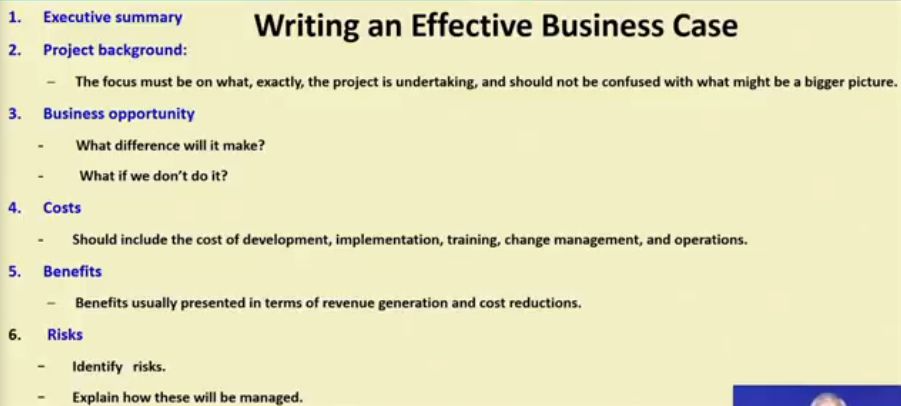 Writing an Effective Business Case
1. Executive summary
2. Project background:
– The focus must be on what, exactly, the project is undertaking, and should not be confused with what might be a bigger picture.
3. Business opportunity
- What difference will it make?
- What if we don't do it?
4. Costs
- Should include the cost of development, implementation, training, change management, and operations.
5. Benefits
– Benefits usually presented in terms of revenue generation and cost reductions.
6. Risks
– Identify risks.
– Explain how these will be managed.